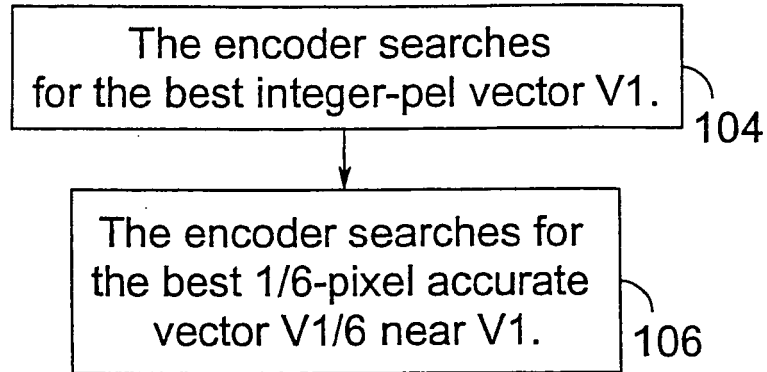 The encoder searches
for the best integer-pel vector V1.
104
The encoder searches for
the best 1/6-pixel accurate
vector V1/6 near V1.
106